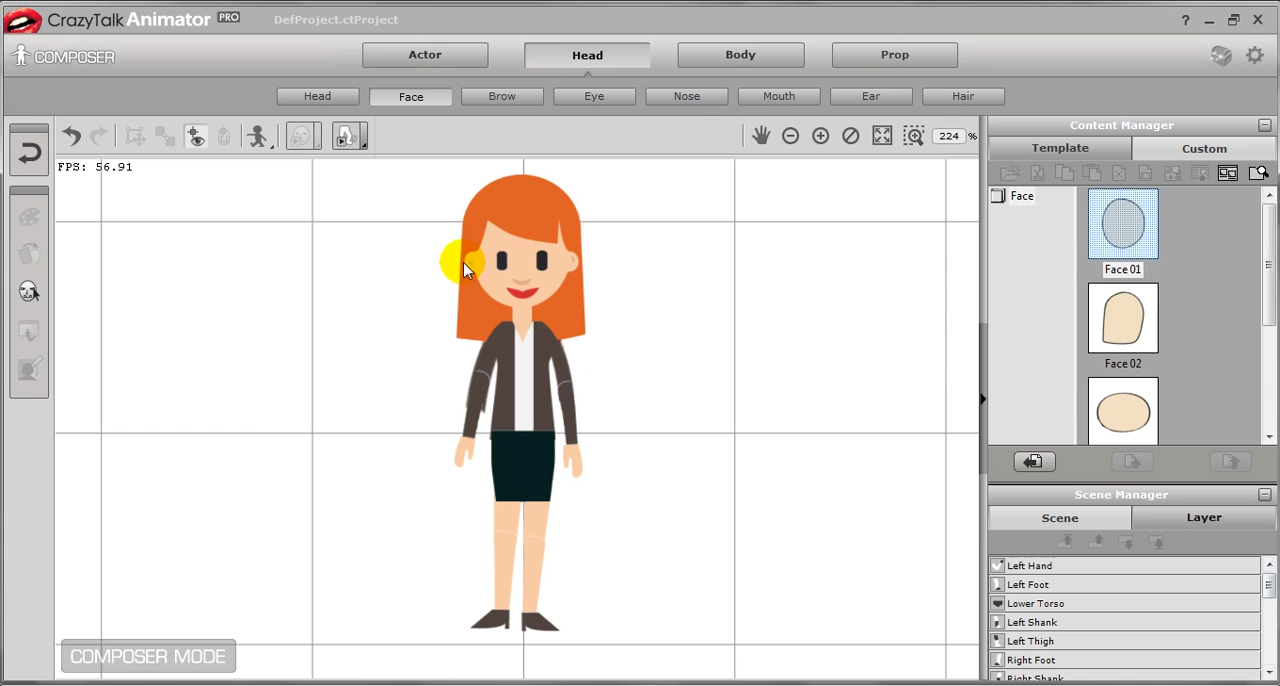 CrazyTalk Animator PRO
DefProject.ctProject
COMPOSER
Actor
Head
Body
Prop
Head
Face
Brow
Eye
Nose
Mouth
Ear
Hair
224 %
FPS: 56.91
Content Manager
Template
Custom
Face
Face 01
Face 02
Scene Manager
Scene
Layer
Left Hand
Left Foot
Lower Torso
Left Shank
Left Thigh
Right Foot
Right Shank
COMPOSER MODE